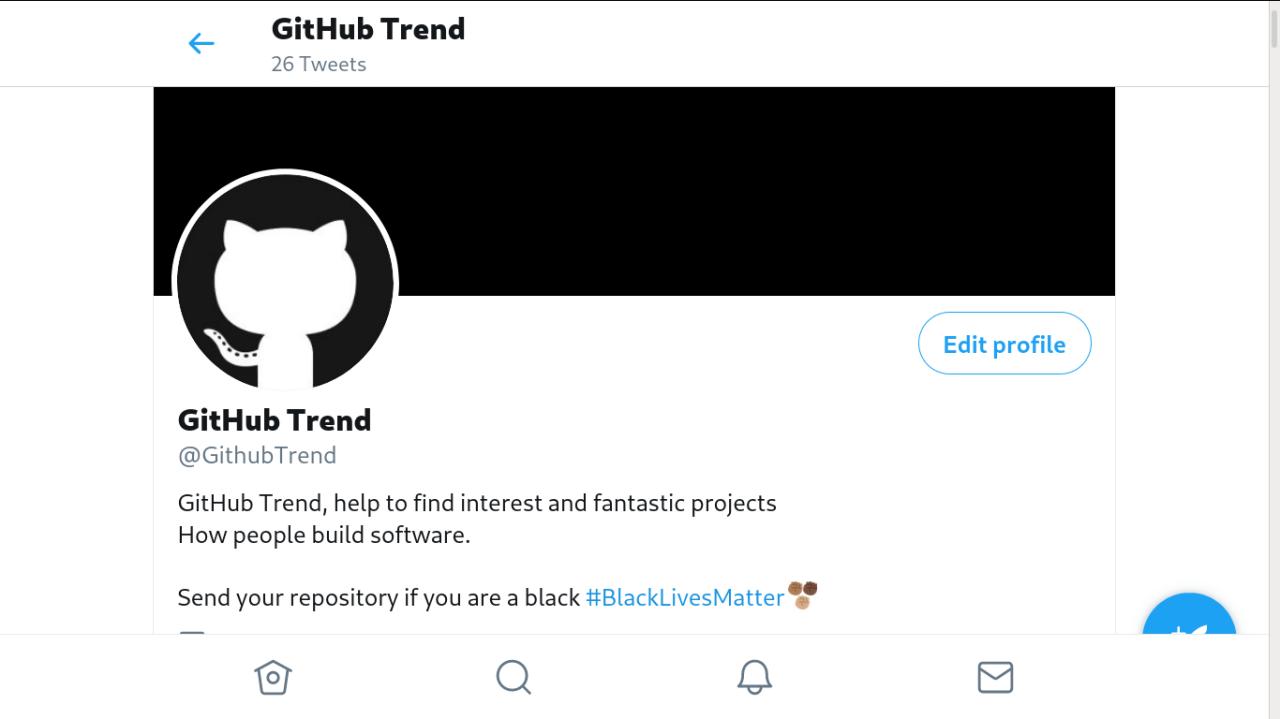 GitHub Trend
26 Tweets
Edit profile
GitHub Trend
@GithubTrend
GitHub Trend, help to find interest and fantastic projects
How people build software.
Send your repository if you are a black #BlackLivesMatter